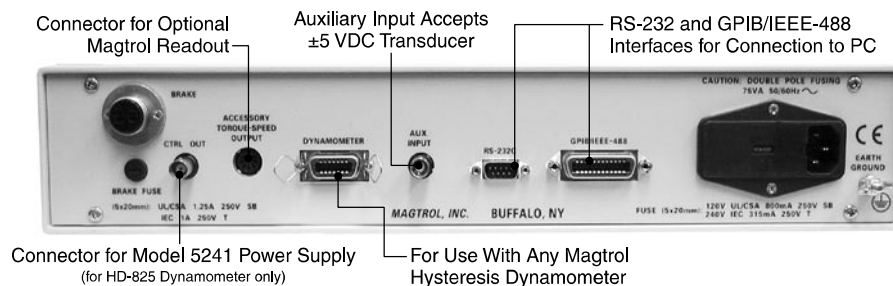 Connector for Optional
Magtrol Readout
Auxiliary Input Accepts
±5 VDC Transducer
RS-232 and GPIB/IEEE-488
Interfaces for Connection to PC
BRAKE
CAUTION: DOUBLE POLE FUSING
75VA 50/60Hz
ACCESSORY
TORQUE-SPEED
OUTPUT
CTRL OUT
DYNAMOMETER
AUX
INPUT
RS-232C
GPIB/IEEE-488
CE
EARTH
GROUND
BRAKE FUSE
(5x20mm): UL/CSA 1.25A 250V SB
IEC 1A 250V T
MAGTROL, INC.
BUFFALO, NY
FUSE (5x20mm): 120V UL/CSA 800mA 250V SB
240V IEC 315mA 250V T
Connector for Model 5241 Power Supply
(for HD-825 Dynamometer only)
For Use With Any Magtrol
Hysteresis Dynamometer